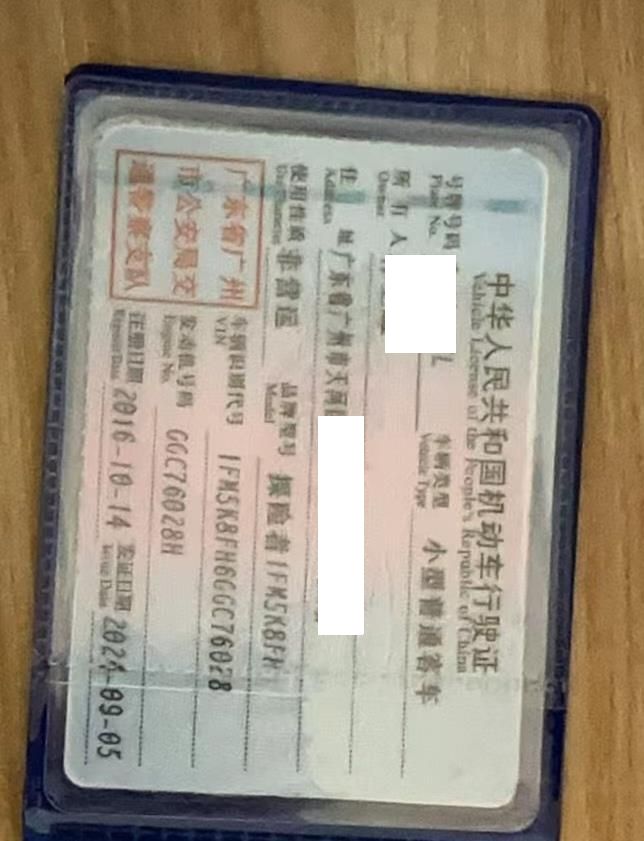 中华人民共和国机动车行驶证
Vehicle License of the People's Republic of China
号牌号码 Plate No. L 车辆类型 Vehicle Type 小型普通客车
所有人 Owner
住址 Address 广东省广州市天河
使用性质 Use Character 非营运 品牌型号 Model 探险者1FM5K8FH
广东省广州市公安局交通警察支队
车辆识别代号 VIN 1FM5K8FH6GGC76028
发动机号码 Engine No. GGC76028H
注册日期 Register Date 2016-10-14 发证日期 Issue Date 2024-09-05